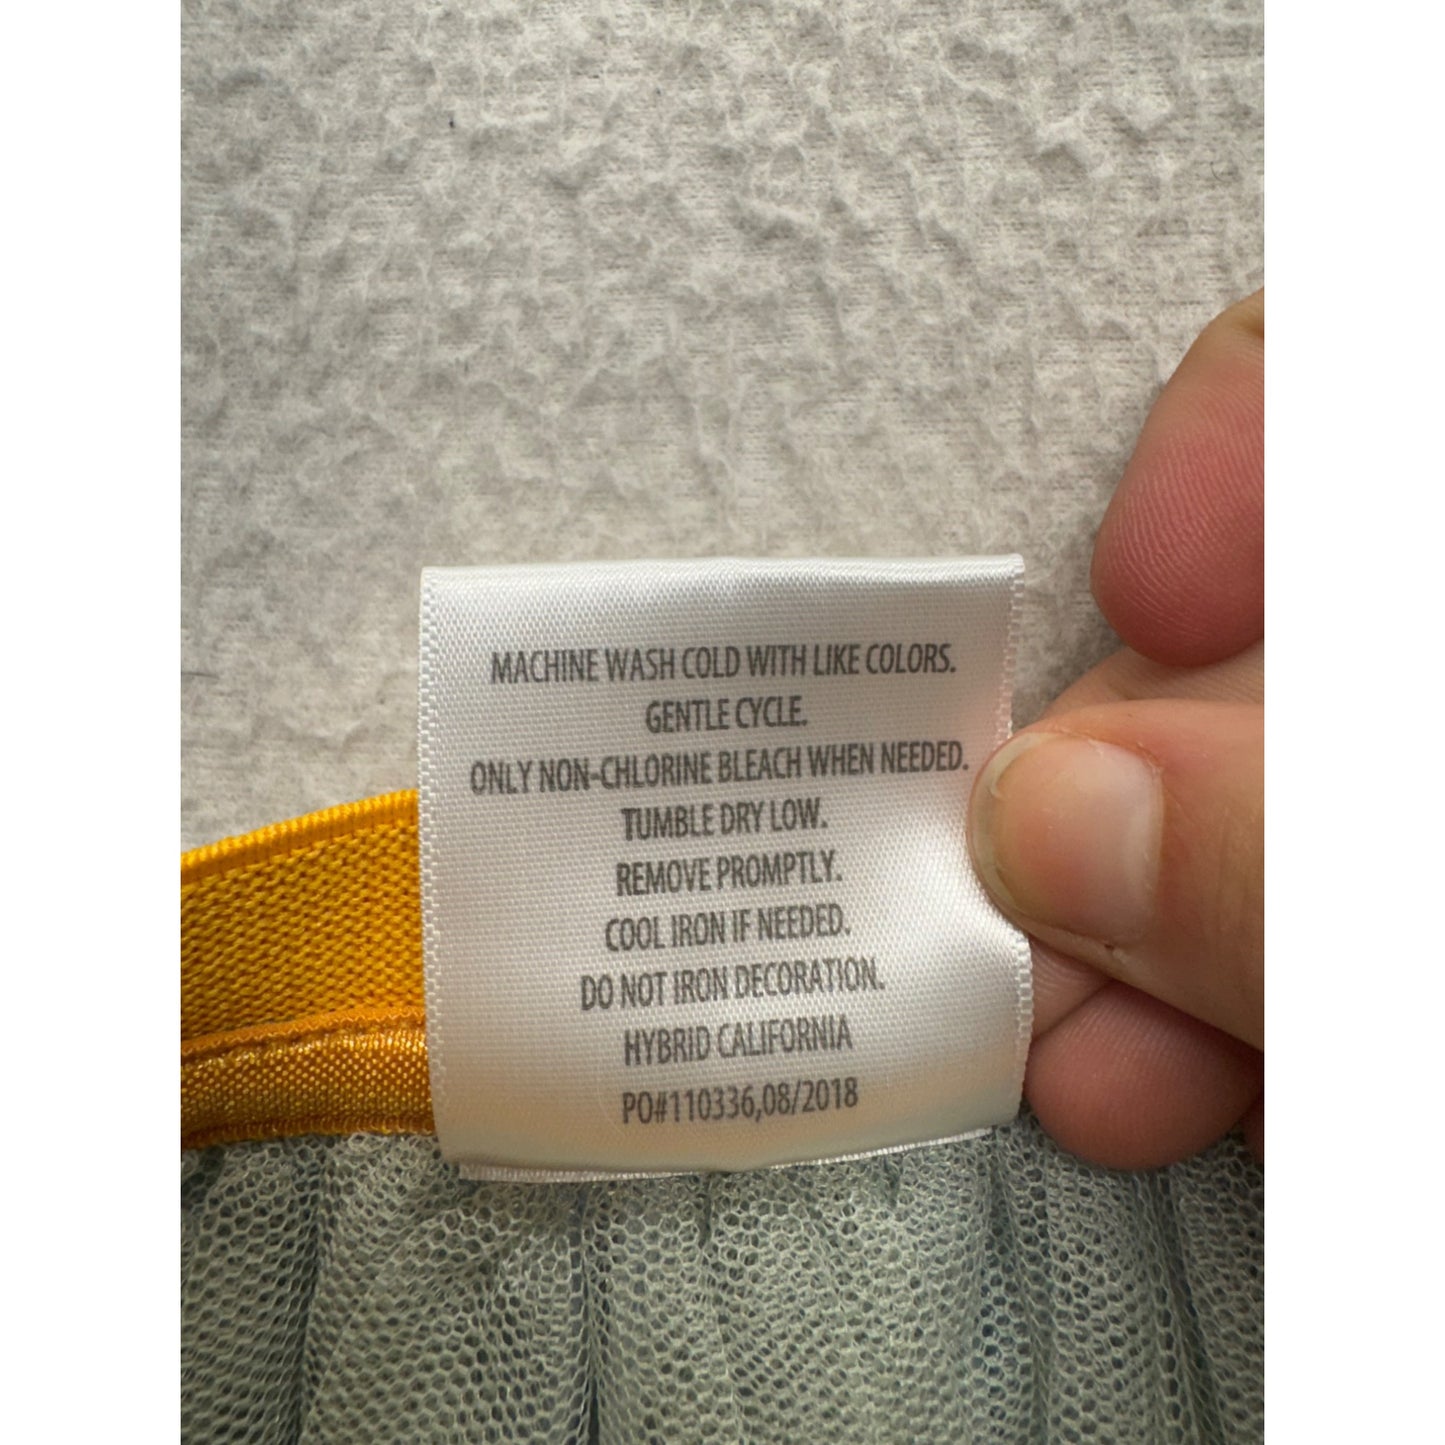 MACHINE WASH COLD WITH LIKE COLORS.
GENTLE CYCLE.
ONLY NON-CHLORINE BLEACH WHEN NEEDED.
TUMBLE DRY LOW.
REMOVE PROMPTLY.
COOL IRON IF NEEDED.
DO NOT IRON DECORATION.
HYBRID CALIFORNIA
PO#110336,08/2018